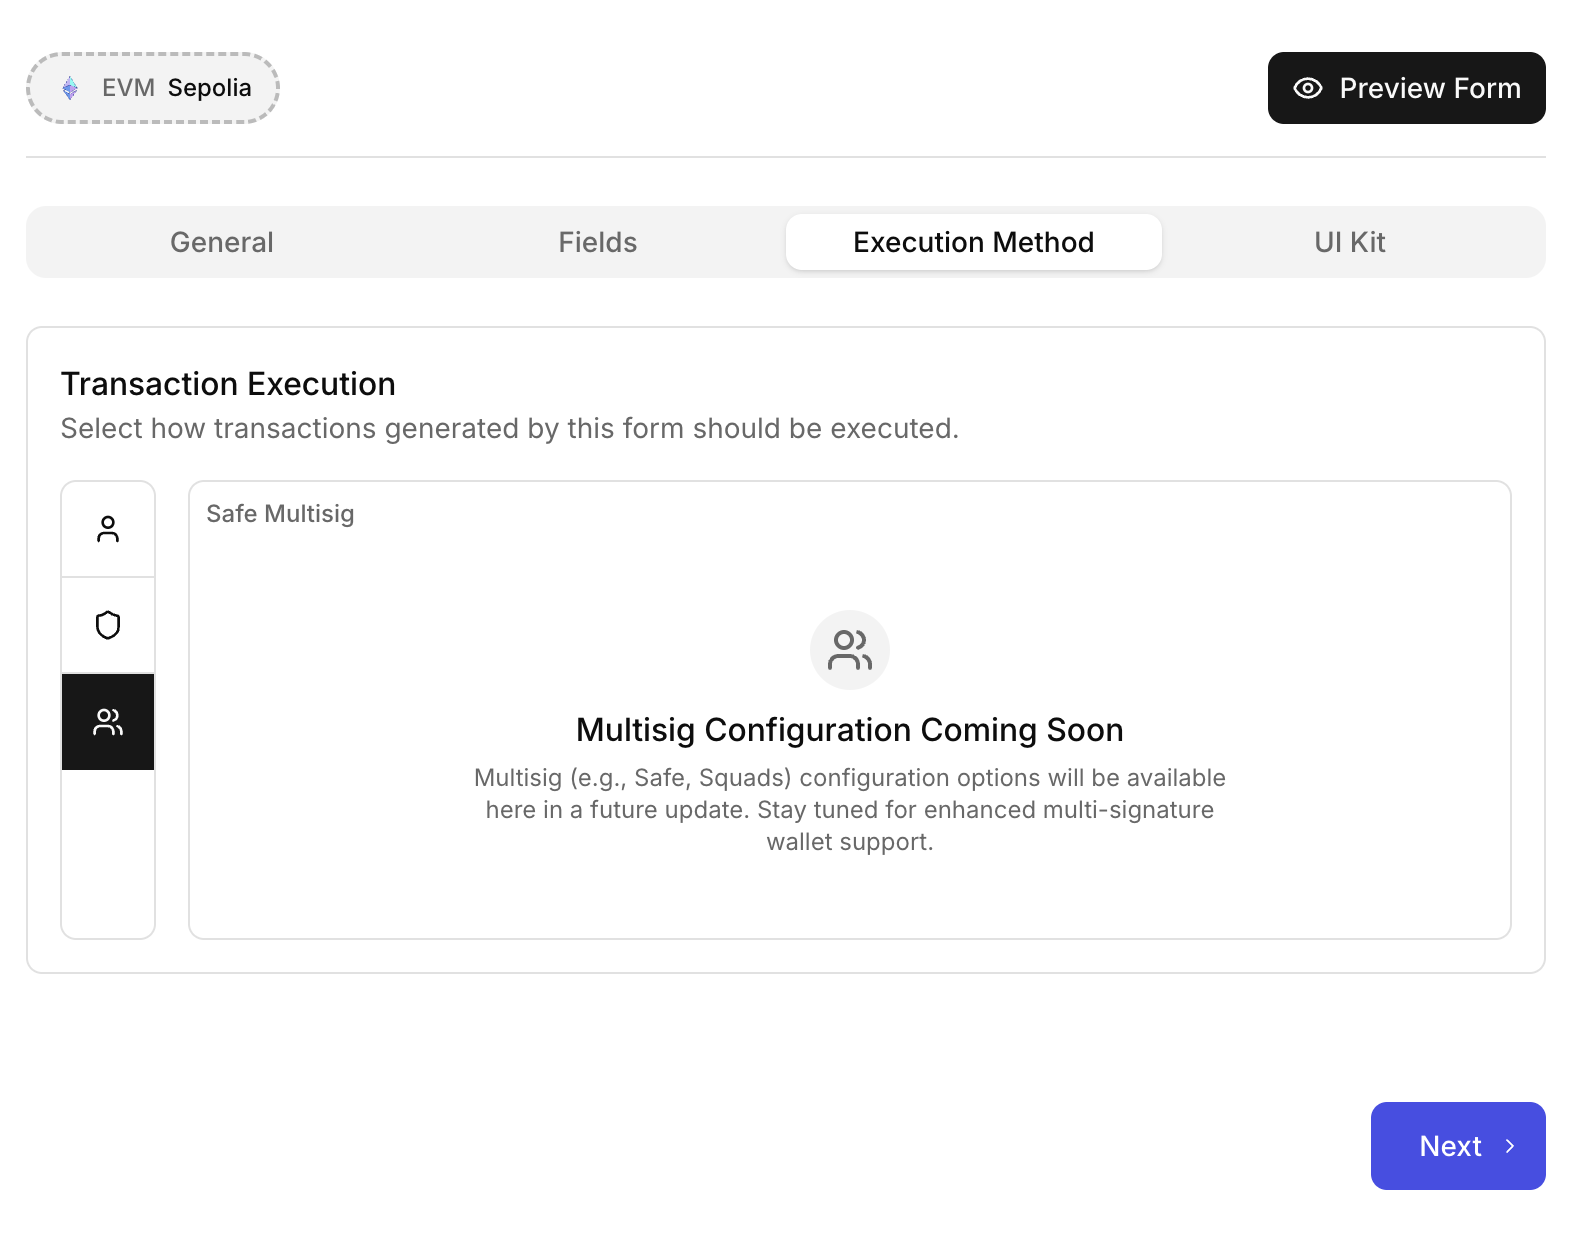 EVM Sepolia
Preview Form
General
Fields
Execution Method
UI Kit
Transaction Execution
Select how transactions generated by this form should be executed.
Safe Multisig
Multisig Configuration Coming Soon
Multisig (e.g., Safe, Squads) configuration options will be available
here in a future update. Stay tuned for enhanced multi-signature
wallet support.
Next